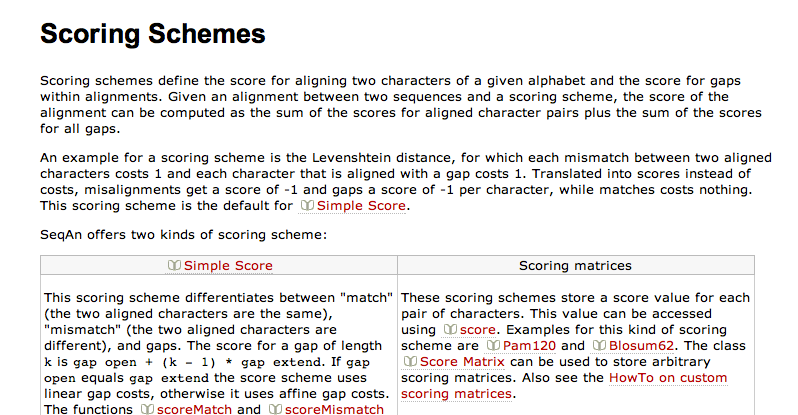 Scoring Schemes
Scoring schemes define the score for aligning two characters of a given alphabet and the score for gaps
within alignments. Given an alignment between two sequences and a scoring scheme, the score of the
alignment can be computed as the sum of the scores for aligned character pairs plus the sum of the scores
for all gaps.
An example for a scoring scheme is the Levenshtein distance, for which each mismatch between two aligned
characters costs 1 and each character that is aligned with a gap costs 1. Translated into scores instead of
costs, misalignments get a score of -1 and gaps a score of -1 per character, while matches costs nothing.
This scoring scheme is the default for Simple Score.
SeqAn offers two kinds of scoring scheme:
Simple Score
This scoring scheme differentiates between "match"
(the two aligned characters are the same),
"mismatch" (the two aligned characters are
different), and gaps. The score for a gap of length
k is gap open + (k - 1) * gap extend. If gap
open equals gap extend the score scheme uses
linear gap costs, otherwise it uses affine gap costs.
The functions scoreMatch and scoreMismatch
Scoring matrices
These scoring schemes store a score value for each
pair of characters. This value can be accessed
using score. Examples for this kind of scoring
scheme are Pam120 and Blosum62. The class
Score Matrix can be used to store arbitrary
scoring matrices. Also see the HowTo on custom
scoring matrices.